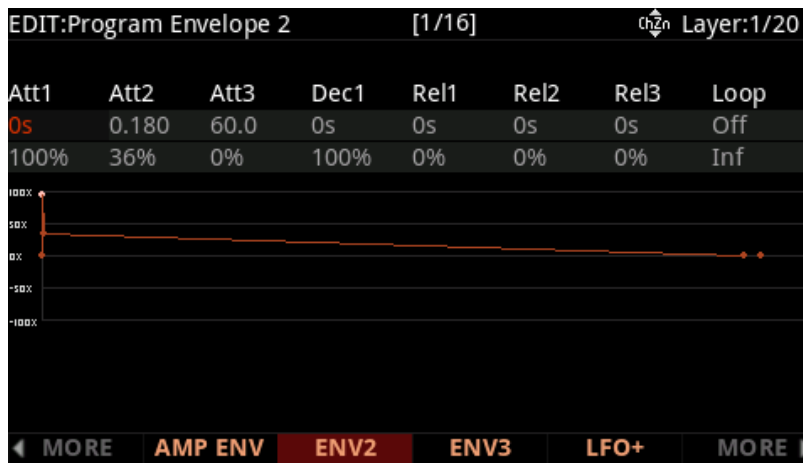 EDIT:Program Envelope 2 [1/16] ChZn Layer:1/20
Att1 Att2 Att3 Dec1 Rel1 Rel2 Rel3 Loop
0s 0.180 60.0 0s 0s 0s 0s Off
100% 36% 0% 100% 0% 0% 0% Inf
100%
50%
0%
-50%
-100%
MORE AMP ENV ENV2 ENV3 LFO+ MORE